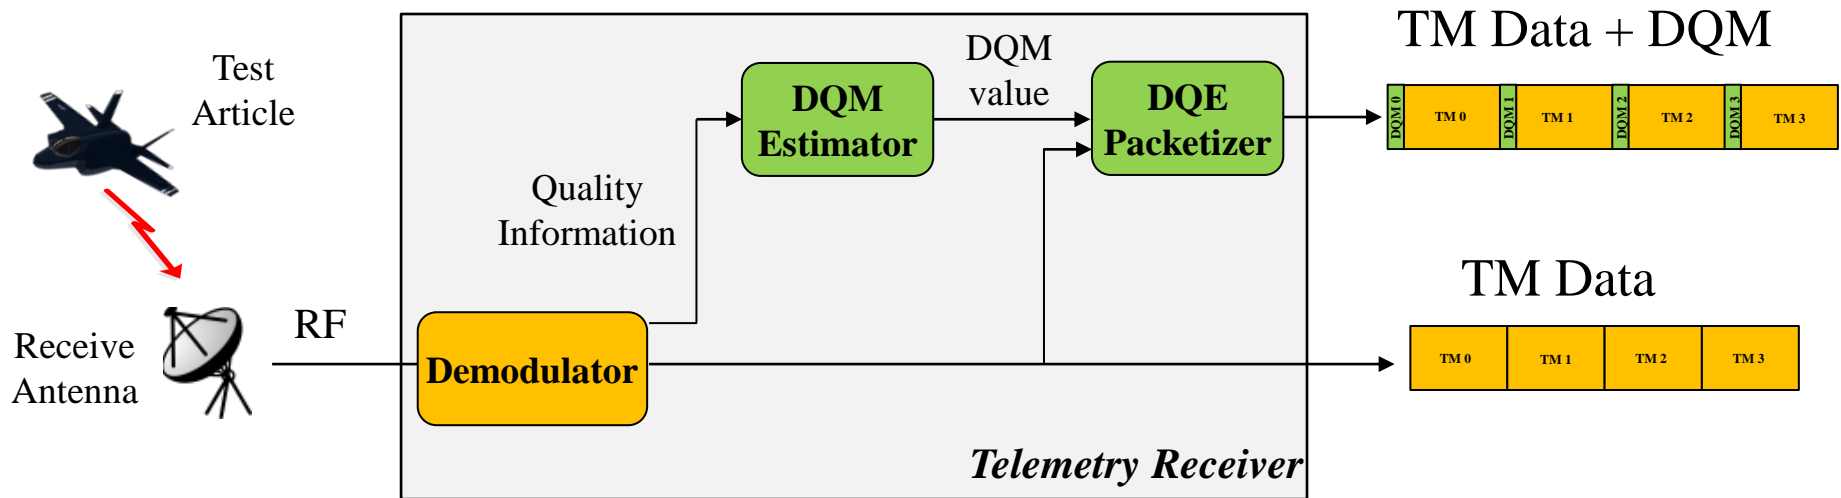 Test
Article
Receive
Antenna
RF
Quality
Information
Demodulator
DQM
Estimator
DQM
value
DQE
Packetizer
Telemetry Receiver
TM Data + DQM
DQM 0
TM 0
DQM 1
TM 1
DQM 2
TM 2
DQM 3
TM 3
TM Data
TM 0
TM 1
TM 2
TM 3